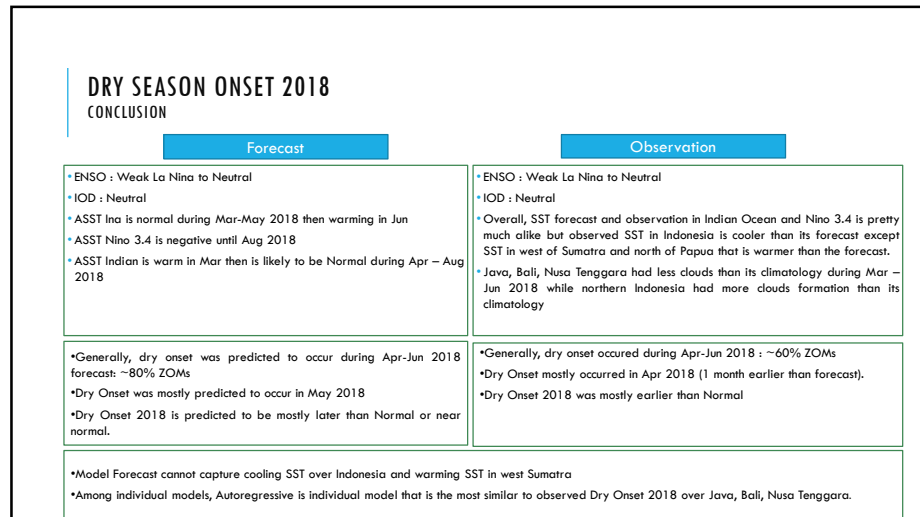 DRY SEASON ONSET 2018
CONCLUSION
Forecast
• ENSO : Weak La Nina to Neutral
• IOD : Neutral
• ASST Ina is normal during Mar-May 2018 then warming in Jun
• ASST Nino 3.4 is negative until Aug 2018
• ASST Indian is warm in Mar then is likely to be Normal during Apr – Aug
2018
Observation
• ENSO : Weak La Nina to Neutral
• IOD : Neutral
• Overall, SST forecast and observation in Indian Ocean and Nino 3.4 is pretty
much alike but observed SST in Indonesia is cooler than its forecast except
SST in west of Sumatra and north of Papua that is warmer than the forecast.
• Java, Bali, Nusa Tenggara had less clouds than its climatology during Mar –
Jun 2018 while northern Indonesia had more clouds formation than its
climatology
•Generally, dry onset was predicted to occur during Apr-Jun 2018
forecast: ~80% ZOMs
•Dry Onset was mostly predicted to occur in May 2018
•Dry Onset 2018 is predicted to be mostly later than Normal or near
normal.
•Generally, dry onset occured during Apr-Jun 2018 : ~60% ZOMs
•Dry Onset mostly occurred in Apr 2018 (1 month earlier than forecast).
•Dry Onset 2018 was mostly earlier than Normal
•Model Forecast cannot capture cooling SST over Indonesia and warming SST in west Sumatra
•Among individual models, Autoregressive is individual model that is the most similar to observed Dry Onset 2018 over Java, Bali, Nusa Tenggara.